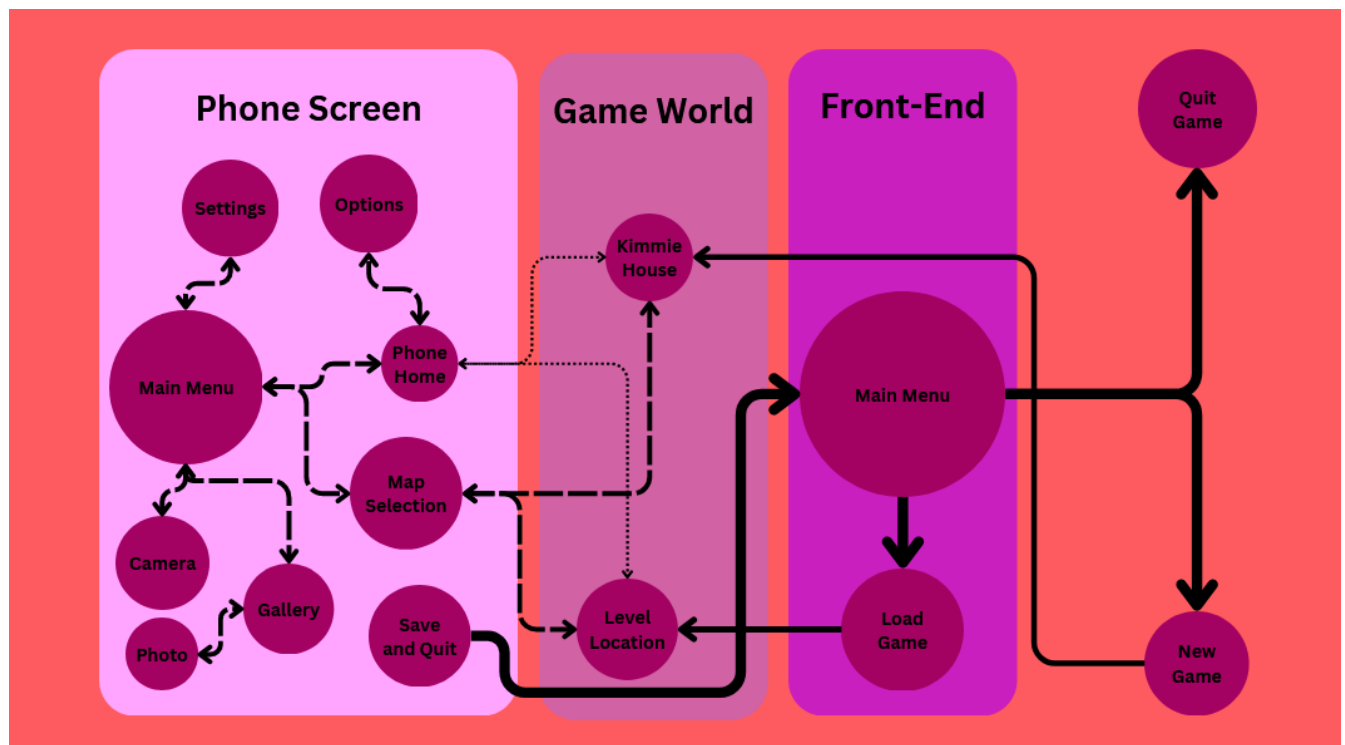 Phone Screen
Settings
Options
Main Menu
Phone
Home
Map
Selection
Camera
Gallery
Photo
Save
and Quit
Game World
Kimmie
House
Level
Location
Front-End
Main Menu
Load
Game
Quit
Game
New
Game